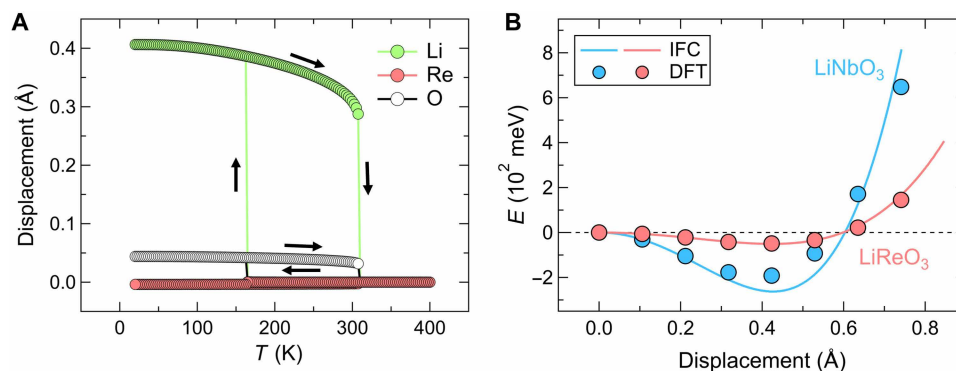 A
Displacement (Å)
0.4
0.3
0.2
0.1
0.0
Li
Re
O
0
100
200
300
400
T (K)
B
E (10² meV)
8
6
4
2
0
−2
IFC
DFT
LiNbO₃
LiReO₃
0.0
0.2
0.4
0.6
0.8
Displacement (Å)